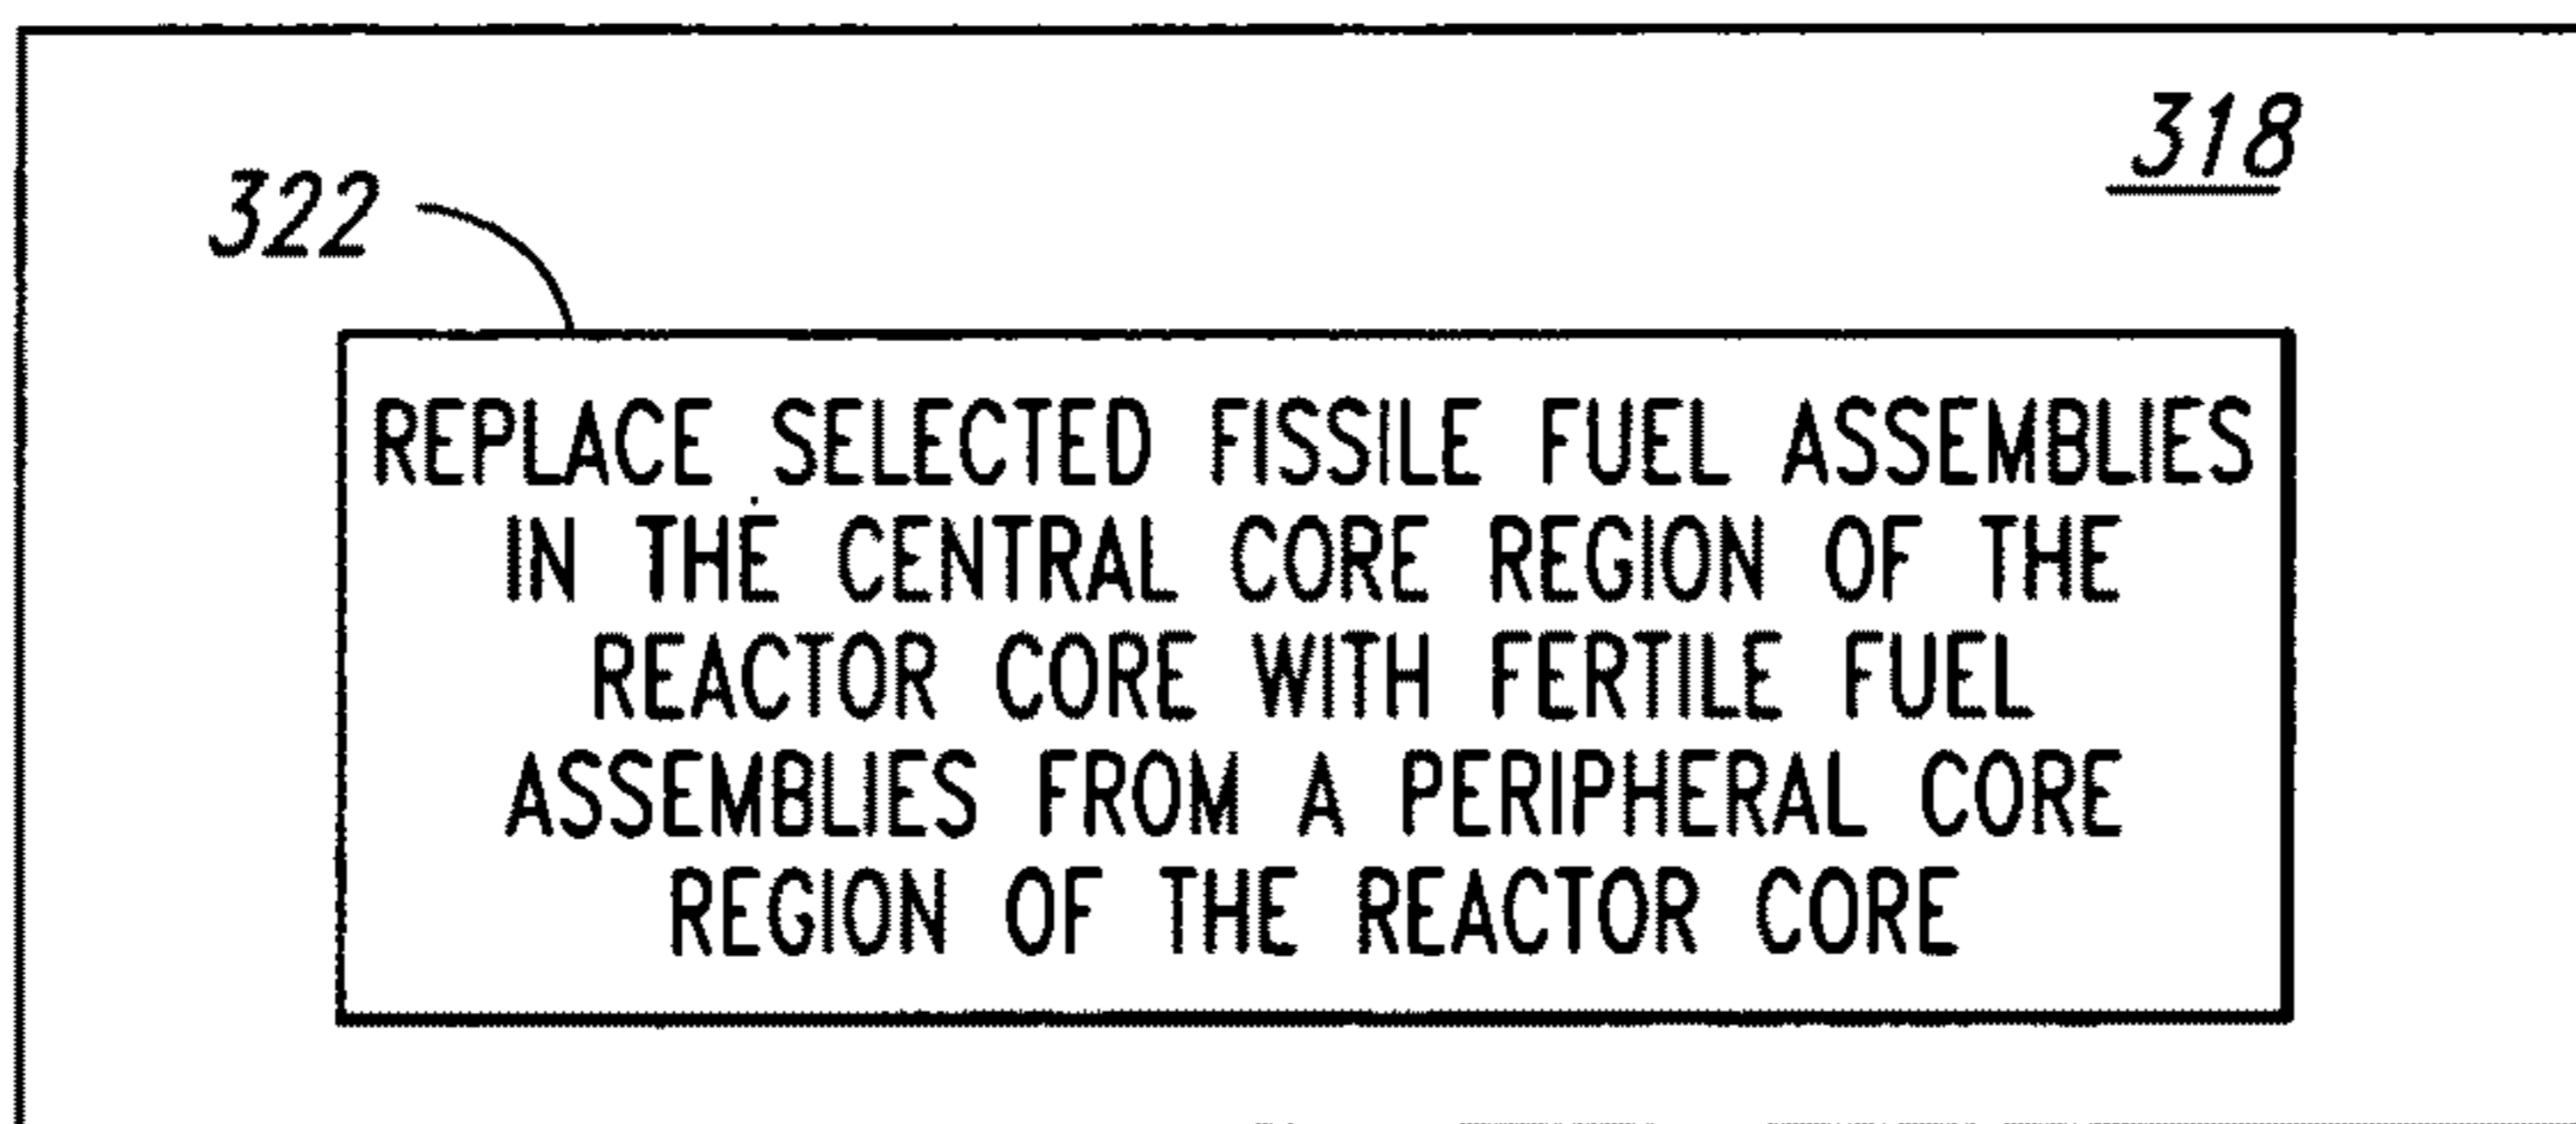 318
322
REPLACE SELECTED FISSILE FUEL ASSEMBLIES
IN THE CENTRAL CORE REGION OF THE
REACTOR CORE WITH FERTILE FUEL
ASSEMBLIES FROM A PERIPHERAL CORE
REGION OF THE REACTOR CORE